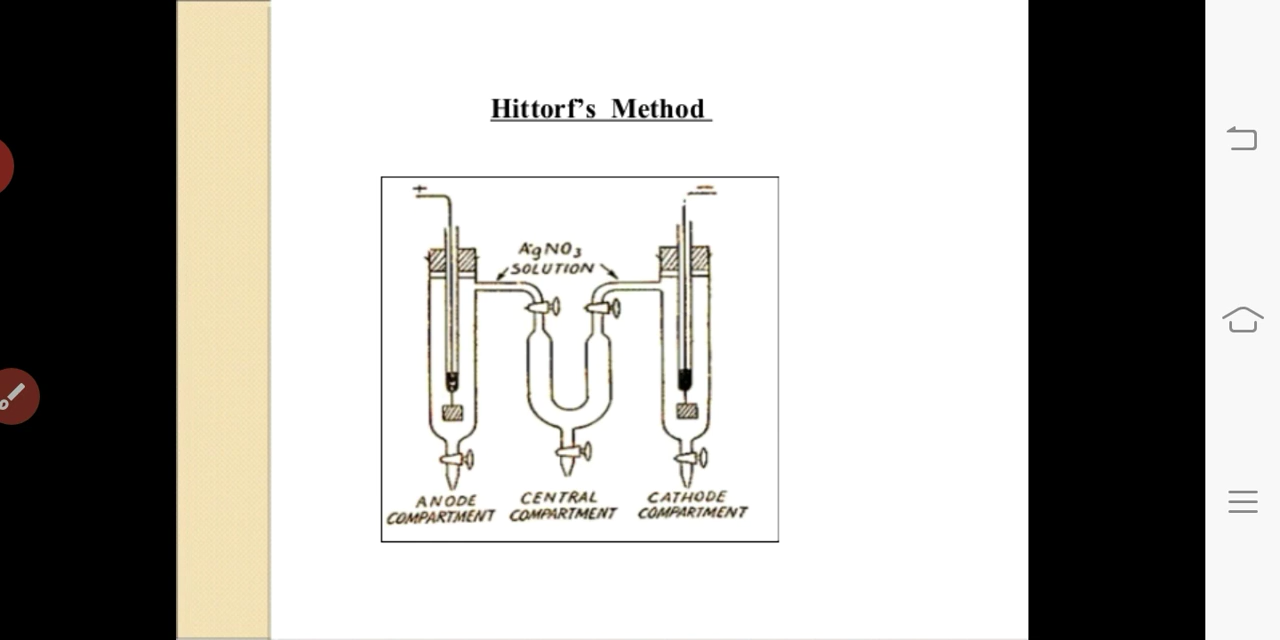 Hittorf’s Method
+
−
AgNO3
SOLUTION
ANODE
COMPARTMENT
CENTRAL
COMPARTMENT
CATHODE
COMPARTMENT